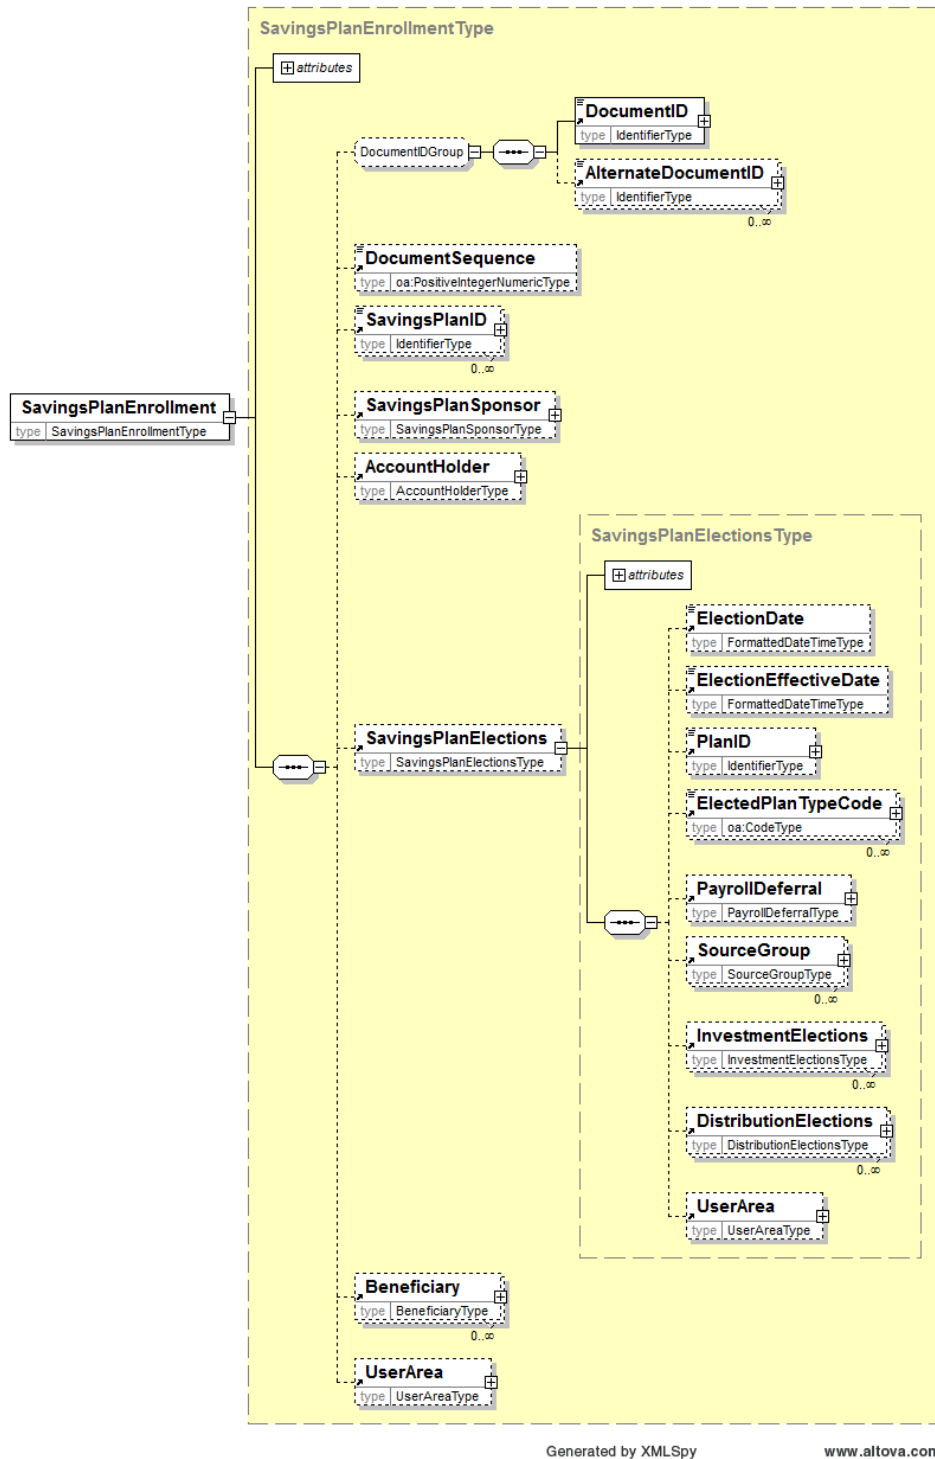 SavingsPlanEnrollmentType
attributes
DocumentID
type IdentifierType
DocumentIDGroup
AlternateDocumentID
type IdentifierType
0..∞
DocumentSequence
type oa:PositiveIntegerNumericType
SavingsPlanID
type IdentifierType
0..∞
SavingsPlanEnrollment
type SavingsPlanEnrollmentType
SavingsPlanSponsor
type SavingsPlanSponsorType
AccountHolder
type AccountHolderType
SavingsPlanElectionsType
attributes
ElectionDate
type FormattedDateTimeType
ElectionEffectiveDate
type FormattedDateTimeType
SavingsPlanElections
type SavingsPlanElectionsType
PlanID
type IdentifierType
ElectedPlanTypeCode
type oa:CodeType
0..∞
PayrollDeferral
type PayrollDeferralType
SourceGroup
type SourceGroupType
0..∞
InvestmentElections
type InvestmentElectionsType
0..∞
DistributionElections
type DistributionElectionsType
0..∞
UserArea
type UserAreaType
Beneficiary
type BeneficiaryType
0..∞
UserArea
type UserAreaType
Generated by XMLSpy www.altova.com